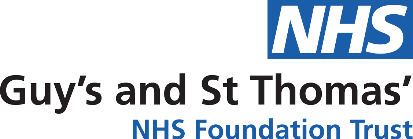 NHS
Guy's and St Thomas'
NHS Foundation Trust